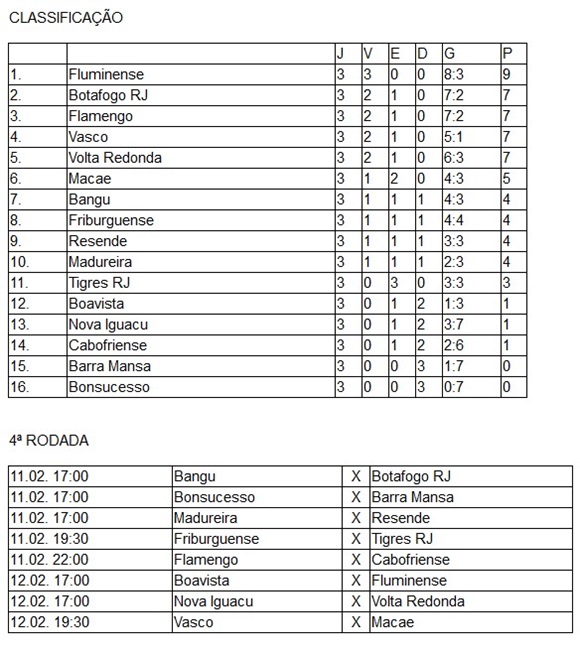 CLASSIFICAÇÃO
J V E D G P
1. Fluminense 3 3 0 0 8:3 9
2. Botafogo RJ 3 2 1 0 7:2 7
3. Flamengo 3 2 1 0 7:2 7
4. Vasco 3 2 1 0 5:1 7
5. Volta Redonda 3 2 1 0 6:3 7
6. Macae 3 1 2 0 4:3 5
7. Bangu 3 1 1 1 4:3 4
8. Friburguense 3 1 1 1 4:4 4
9. Resende 3 1 1 1 3:3 4
10. Madureira 3 1 1 1 2:3 4
11. Tigres RJ 3 0 3 0 3:3 3
12. Boavista 3 0 1 2 1:3 1
13. Nova Iguacu 3 0 1 2 3:7 1
14. Cabofriense 3 0 1 2 2:6 1
15. Barra Mansa 3 0 0 3 1:7 0
16. Bonsucesso 3 0 0 3 0:7 0
4ª RODADA
11.02. 17:00 Bangu X Botafogo RJ
11.02. 17:00 Bonsucesso X Barra Mansa
11.02. 17:00 Madureira X Resende
11.02. 19:30 Friburguense X Tigres RJ
11.02. 22:00 Flamengo X Cabofriense
12.02. 17:00 Boavista X Fluminense
12.02. 17:00 Nova Iguacu X Volta Redonda
12.02. 19:30 Vasco X Macae